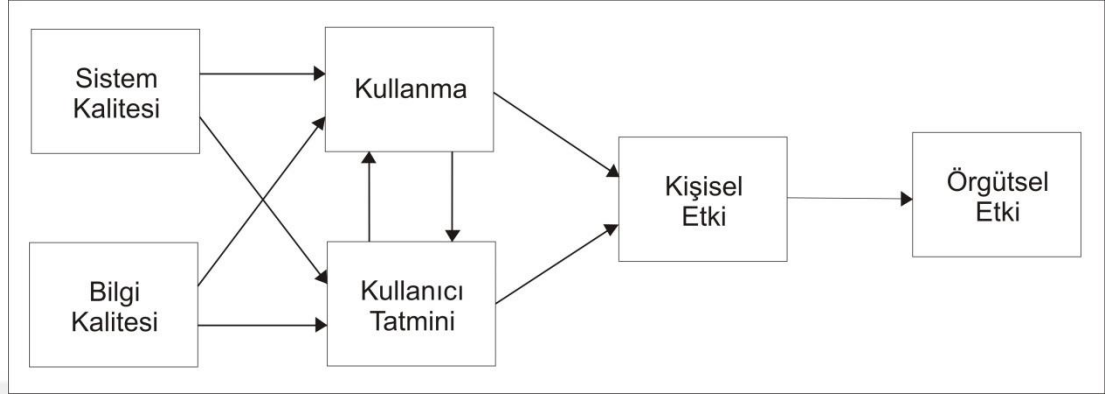 Sistem
Kalitesi
Kullanma
Kişisel
Etki
Örgütsel
Etki
Bilgi
Kalitesi
Kullanıcı
Tatmini